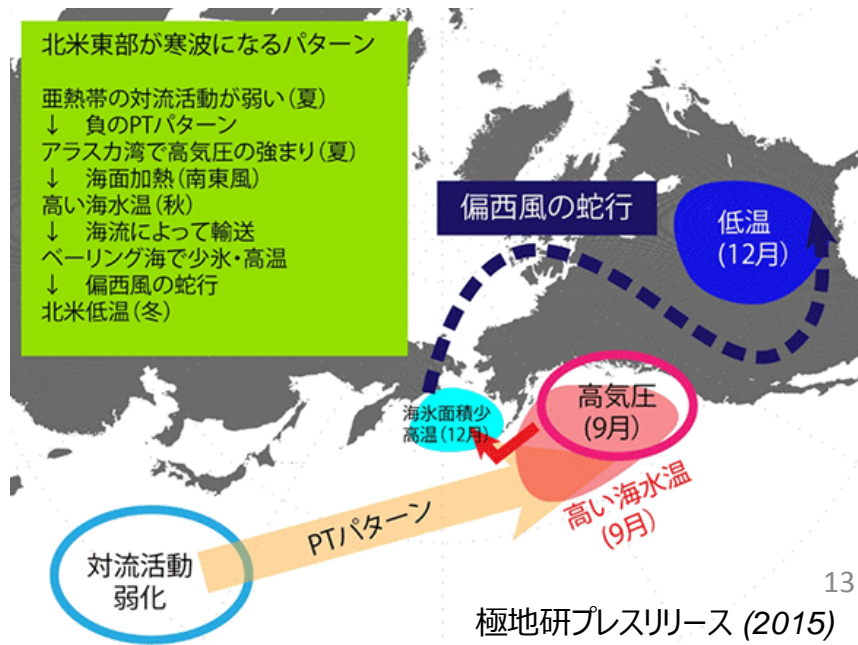 北米東部が寒波になるパターン
亜熱帯の対流活動が弱い(夏)
↓ 負のPTパターン
アラスカ湾で高気圧の強まり(夏)
↓ 海面加熱(南東風)
高い海水温(秋)
↓ 海流によって輸送
ベーリング海で少氷・高温
↓ 偏西風の蛇行
北米低温(冬)
偏西風の蛇行
低温
(12月)
海氷面積少
高温(12月)
高気圧
(9月)
高い海水温
(9月)
PTパターン
対流活動
弱化
13
極地研プレスリリース (2015)